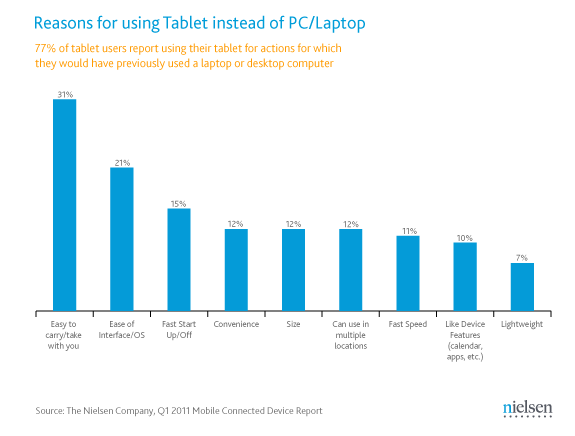 Reasons for using Tablet instead of PC/Laptop
77% of tablet users report using their tablet for actions for which
they would have previously used a laptop or desktop computer
31%
21%
15%
12%
12%
12%
11%
10%
7%
Easy to
carry/take
with you
Ease of
Interface/OS
Fast Start
Up/Off
Convenience
Size
Can use in
multiple
locations
Fast Speed
Like Device
Features
(calendar,
apps, etc.)
Lightweight
Source: The Nielsen Company, Q1 2011 Mobile Connected Device Report
nielsen